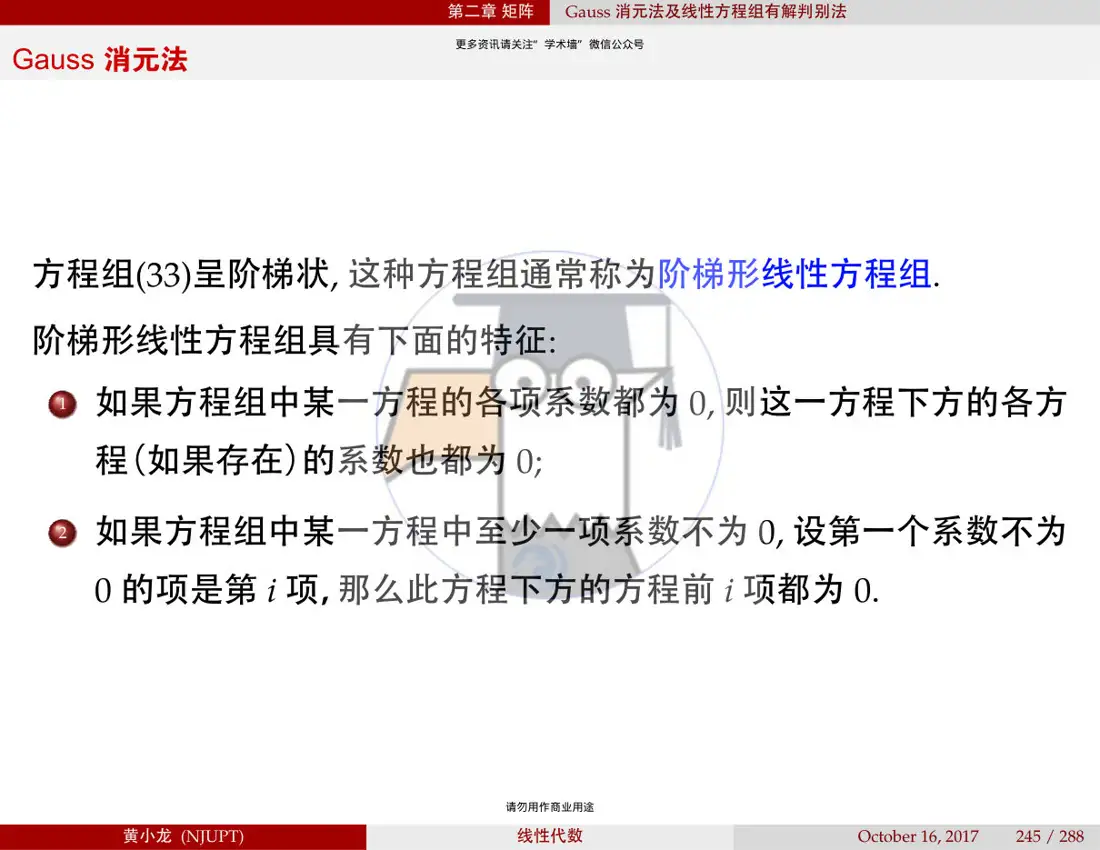 第二章 矩阵 Gauss 消元法及线性方程组有解判别法
更多资讯请关注“学术墙”微信公众号
Gauss 消元法
方程组(33)呈阶梯状, 这种方程组通常称为阶梯形线性方程组.
阶梯形线性方程组具有下面的特征:
1 如果方程组中某一方程的各项系数都为 0, 则这一方程下方的各方
程(如果存在)的系数也都为 0;
2 如果方程组中某一方程中至少一项系数不为 0, 设第一个系数不为
0 的项是第 i 项, 那么此方程下方的方程前 i 项都为 0.
请勿用作商业用途
黄小龙 (NJUPT) 线性代数 October 16, 2017 245 / 288